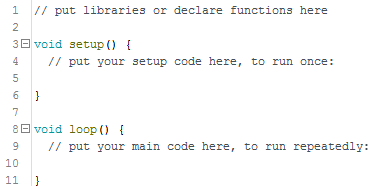 1 // put libraries or declare functions here
2
3 void setup() {
4   // put your setup code here, to run once:
5
6 }
7
8 void loop() {
9   // put your main code here, to run repeatedly:
10
11 }